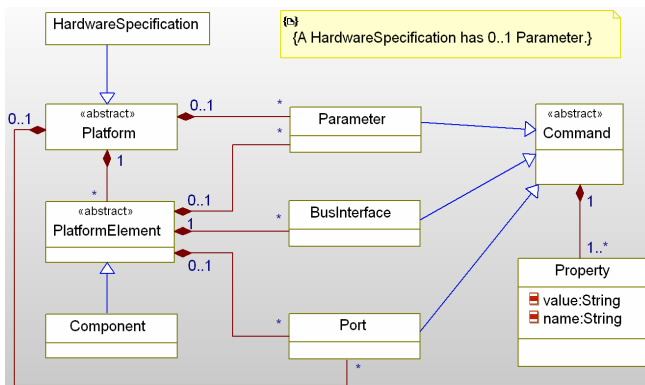 HardwareSpecification
{A HardwareSpecification has 0..1 Parameter.}
0..1
«abstract»
Platform
0..1
*
Parameter
*
«abstract»
Command
1
*
«abstract»
PlatformElement
0..1
1
*
BusInterface
0..1
1
1..*
Property
value:String
name:String
Component
*
Port
*